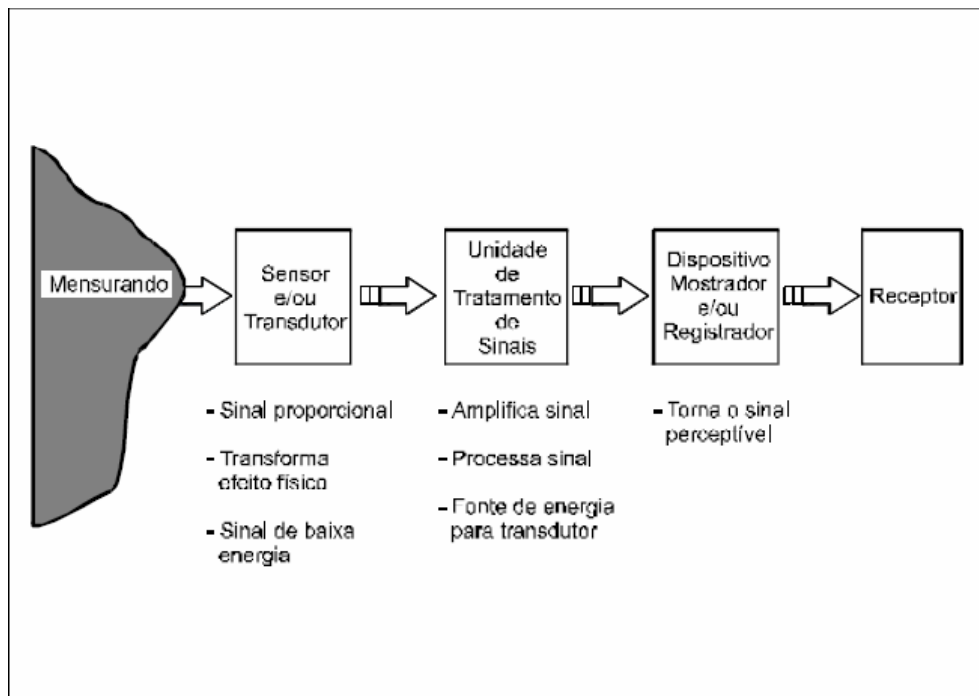 Mensurando
Sensor
e/ou
Transdutor
Unidade
de
Tratamento
de
Sinais
Dispositivo
Mostrador
e/ou
Registrador
Receptor
- Sinal proporcional
- Transforma
efeito físico
- Sinal de baixa
energia
- Amplifica sinal
- Processa sinal
- Fonte de energia
para transdutor
- Torna o sinal
perceptível